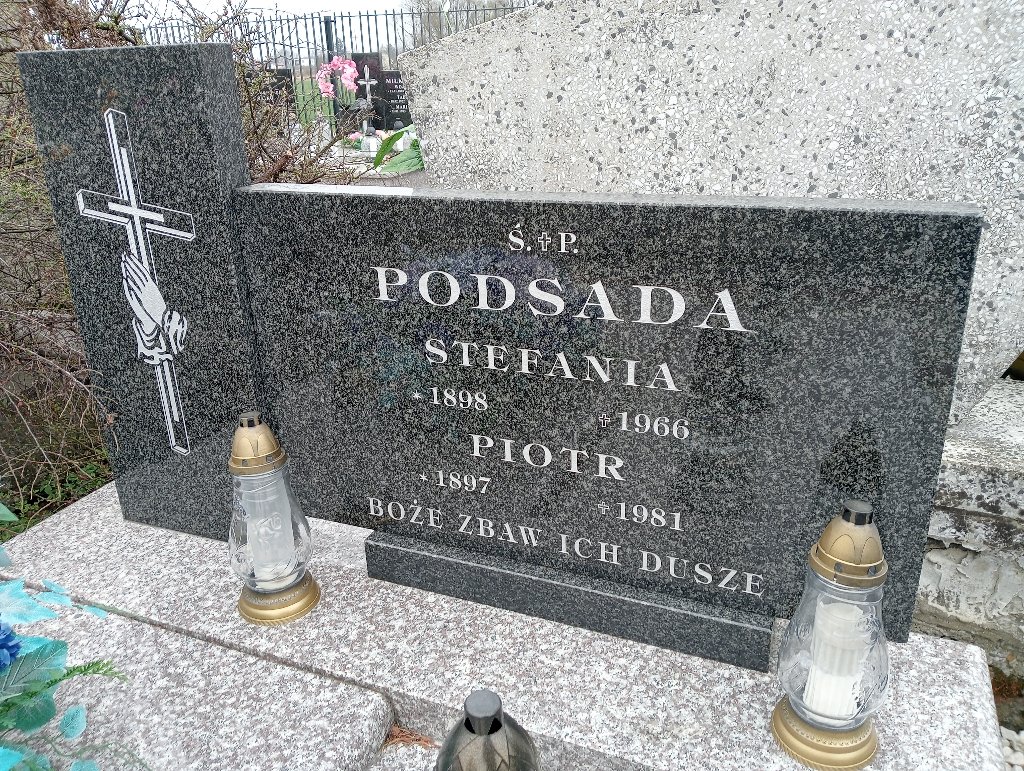 Ś.✝P.
PODSADA
STEFANIA
* 1898 ✝1966
PIOTR
* 1897 ✝1981
BOŻE ZBAW ICH DUSZE